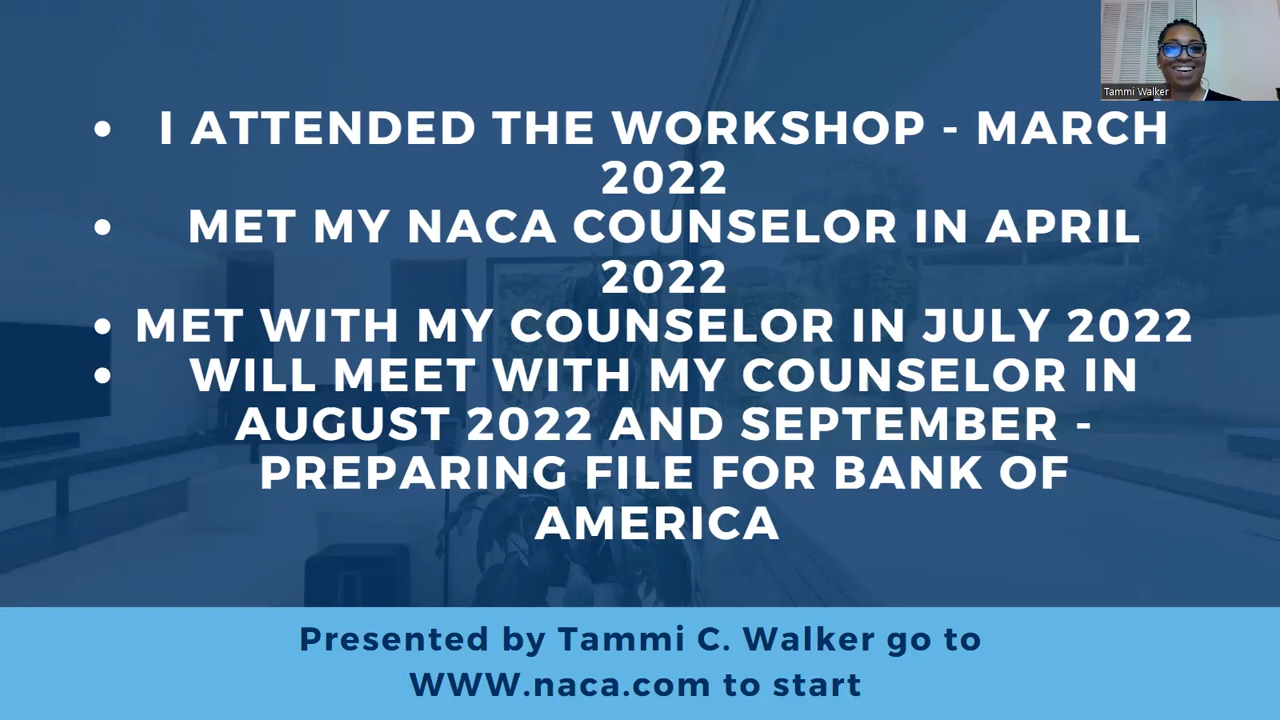 Tammi Walker
• I ATTENDED THE WORKSHOP - MARCH
2022
• MET MY NACA COUNSELOR IN APRIL
2022
• MET WITH MY COUNSELOR IN JULY 2022
• WILL MEET WITH MY COUNSELOR IN
AUGUST 2022 AND SEPTEMBER -
PREPARING FILE FOR BANK OF
AMERICA
Presented by Tammi C. Walker go to
WWW.naca.com to start